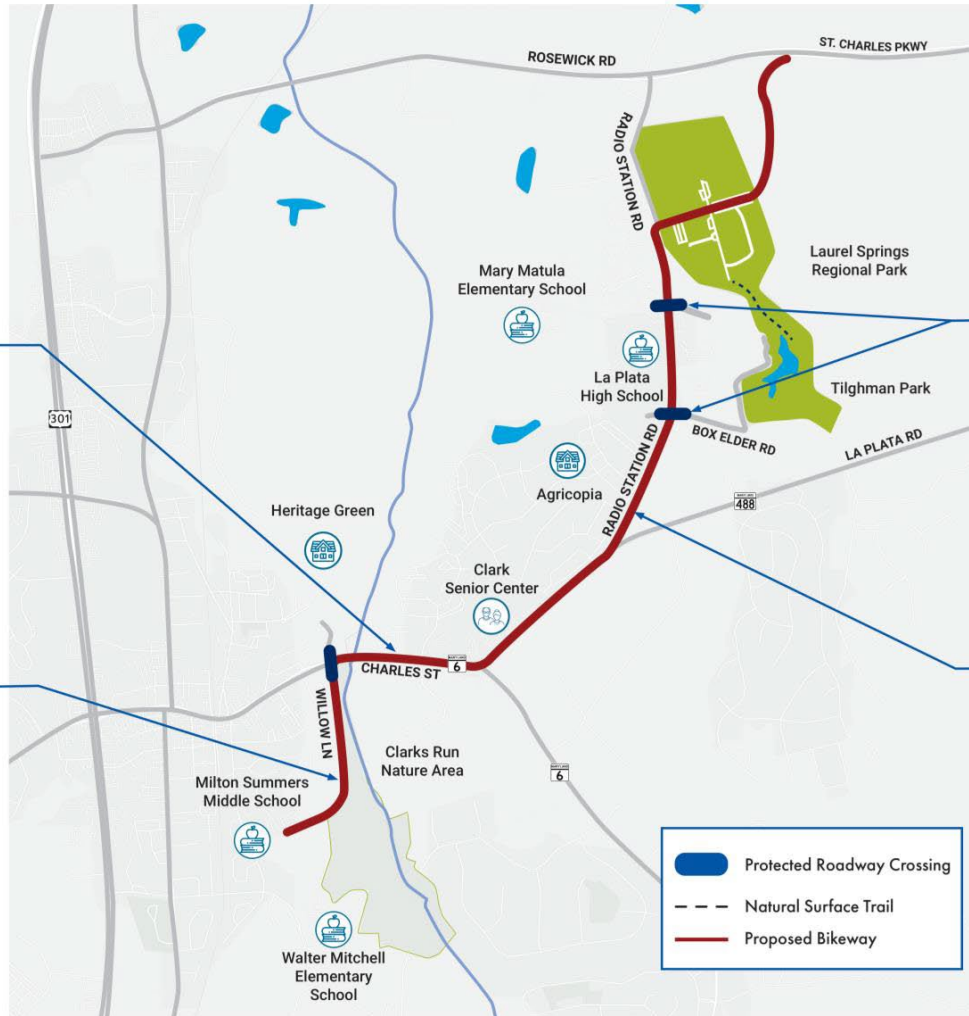 ST. CHARLES PKWY
ROSEWICK RD
RADIO STATION RD
Laurel Springs
Regional Park
Mary Matula
Elementary School
La Plata
High School
Tilghman Park
301
BOX ELDER RD
LA PLATA RD
RADIO STATION RD
Agricopia
MARYLAND
488
Heritage Green
Clark
Senior Center
CHARLES ST
MARYLAND
6
WILLOW LN
Clarks Run
Nature Area
MARYLAND
6
Milton Summers
Middle School
Walter Mitchell
Elementary
School
Protected Roadway Crossing
Natural Surface Trail
Proposed Bikeway